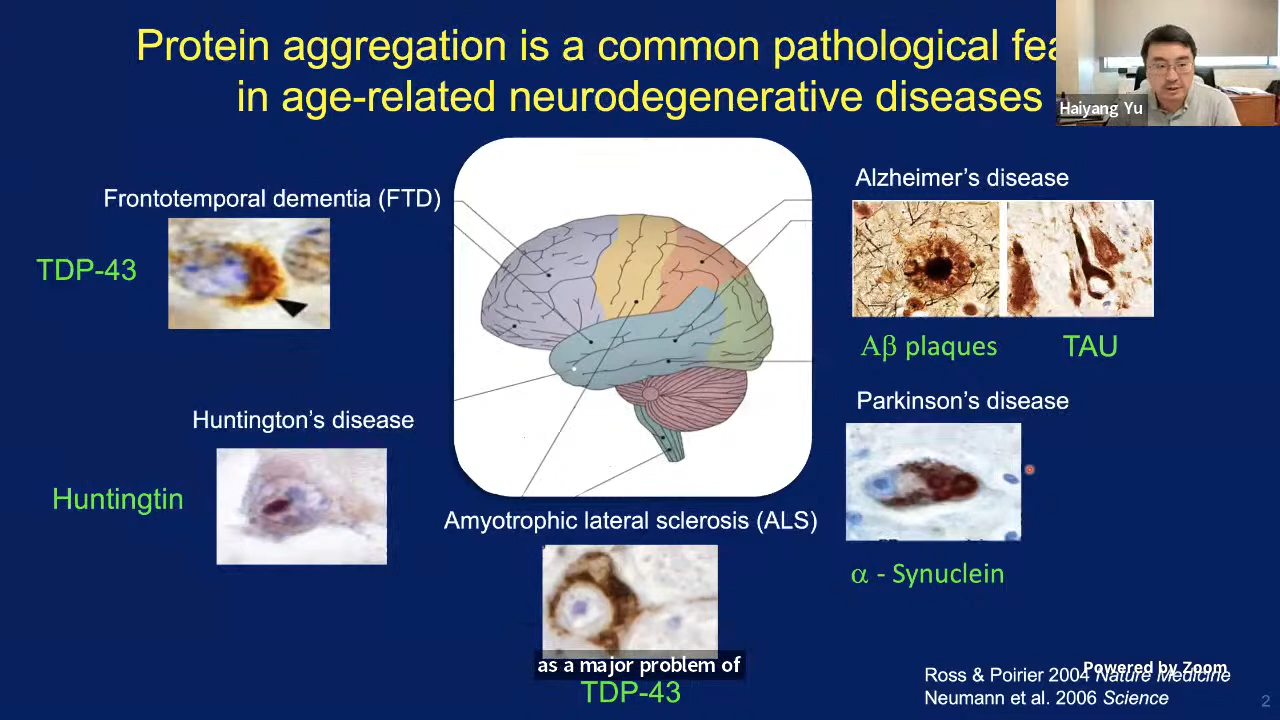 Protein aggregation is a common pathological fea
in age-related neurodegenerative diseases
Haiyang Yu
Frontotemporal dementia (FTD)
TDP-43
Alzheimer's disease
Aβ plaques
TAU
Huntington's disease
Huntingtin
Parkinson's disease
α - Synuclein
Amyotrophic lateral sclerosis (ALS)
as a major problem of
TDP-43
Ross & Poirier 2004 Nature Medicine
Powered by Zoom
Neumann et al. 2006 Science
2